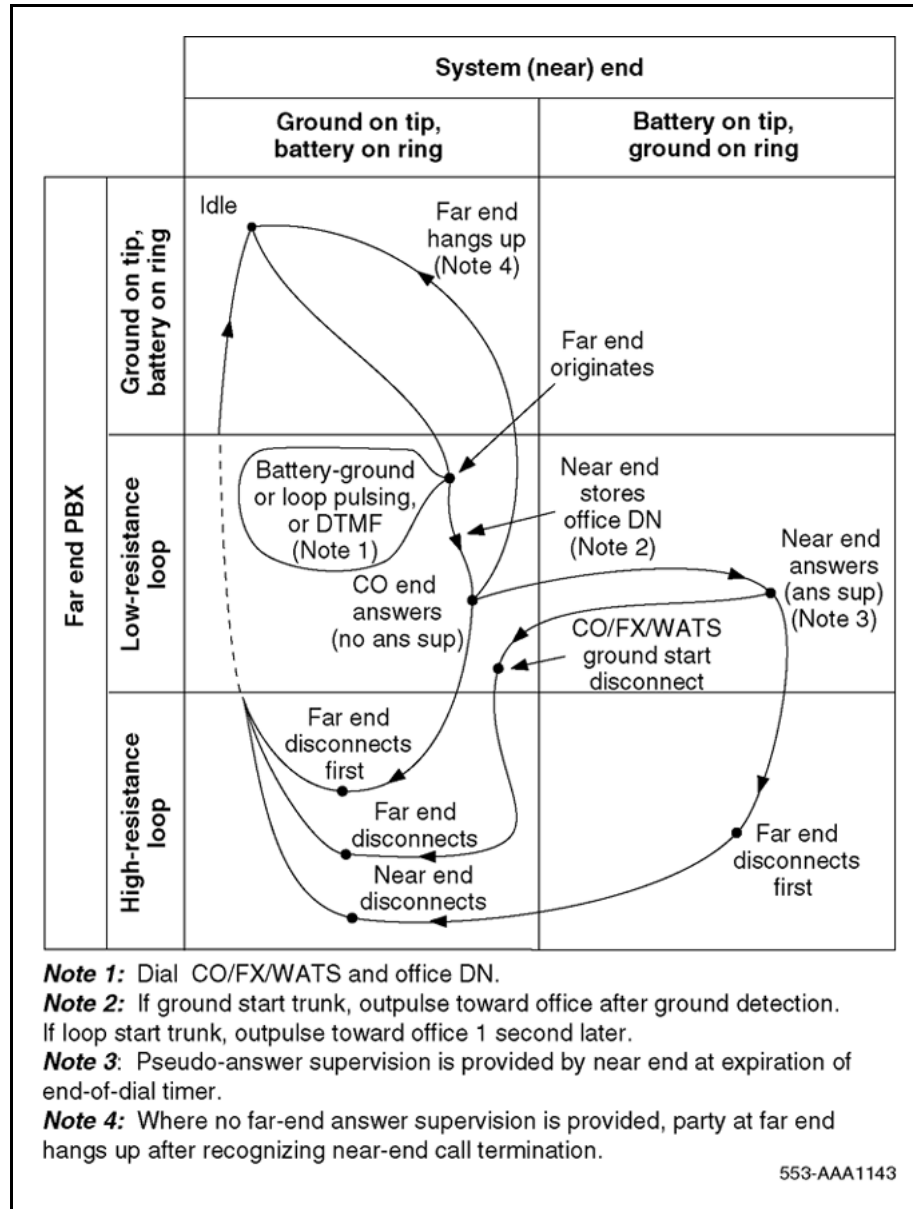 System (near) end
Ground on tip,
battery on ring
Battery on tip,
ground on ring
Far end PBX
Ground on tip,
battery on ring
Idle
Far end
hangs up
(Note 4)
Far end
originates
Low-resistance
loop
Battery-ground
or loop pulsing,
or DTMF
(Note 1)
Near end
stores
office DN
(Note 2)
CO end
answers
(no ans sup)
Near end
answers
(ans sup)
(Note 3)
CO/FX/WATS
ground start
disconnect
High-resistance
loop
Far end
disconnects
first
Far end
disconnects
Near end
disconnects
Far end
disconnects
first
Note 1: Dial CO/FX/WATS and office DN.
Note 2: If ground start trunk, outpulse toward office after ground detection.
If loop start trunk, outpulse toward office 1 second later.
Note 3: Pseudo-answer supervision is provided by near end at expiration of
end-of-dial timer.
Note 4: Where no far-end answer supervision is provided, party at far end
hangs up after recognizing near-end call termination.
553-AAA1143